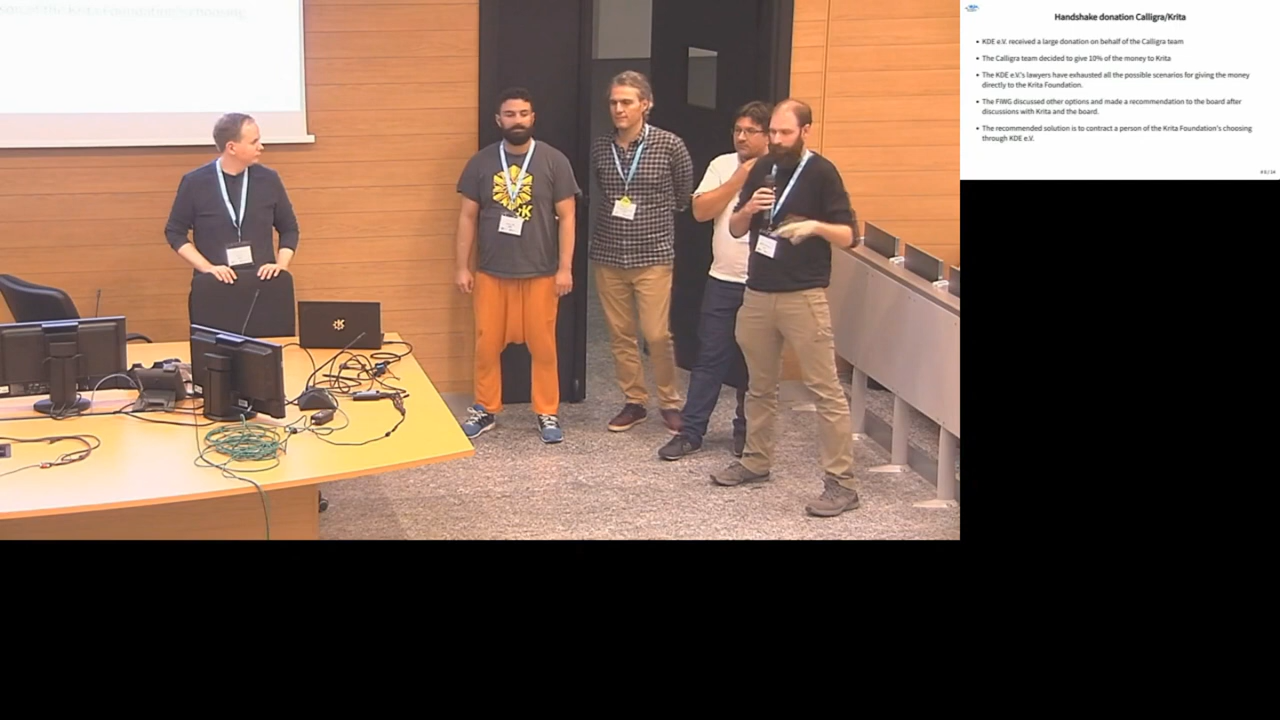 Handshake donation Calligra/Krita
• KDE e.V. received a large donation on behalf of the Calligra team
• The Calligra team decided to give 10% of the money to Krita
• The KDE e.V.'s lawyers have exhausted all the possible scenarios for giving the money
directly to the Krita Foundation.
• The FiWG discussed other options and made a recommendation to the board after
discussions with Krita and the board.
• The recommended solution is to contract a person of the Krita Foundation's choosing
through KDE e.V.